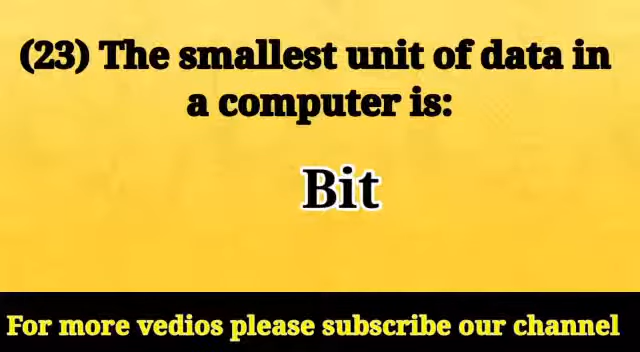 (23) The smallest unit of data in
a computer is:
Bit
For more vedios please subscribe our channel